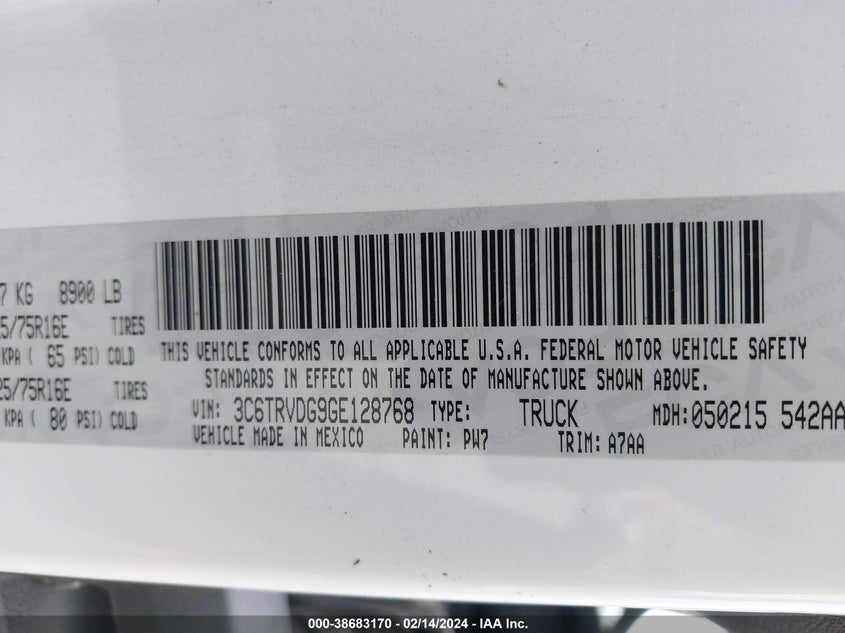 7 KG 8900 LB
5/75R16E TIRES
KPA ( 65 PSI) COLD
25/75R16E TIRES
KPA ( 80 PSI) COLD
THIS VEHICLE CONFORMS TO ALL APPLICABLE U.S.A. FEDERAL MOTOR VEHICLE SAFETY
STANDARDS IN EFFECT ON THE DATE OF MANUFACTURE SHOWN ABOVE.
VIN: 3C6TRVDG9GE128768 TYPE: TRUCK MDH:050215 542AA
VEHICLE MADE IN MEXICO PAINT: PW7 TRIM: A7AA
000-38683170 - 02/14/2024 - IAA Inc.